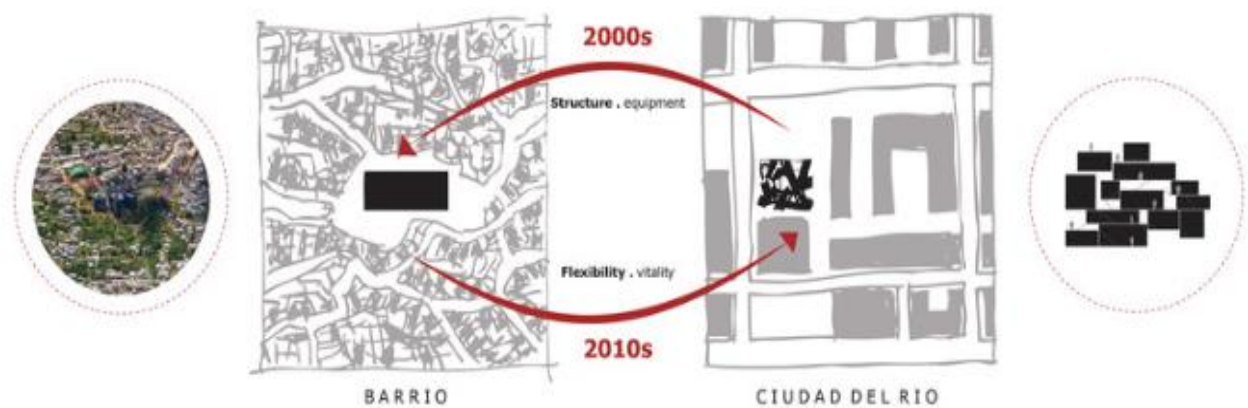 2000s
Structure . equipment
Flexibility . vitality
2010s
BARRIO
CIUDAD DEL RIO